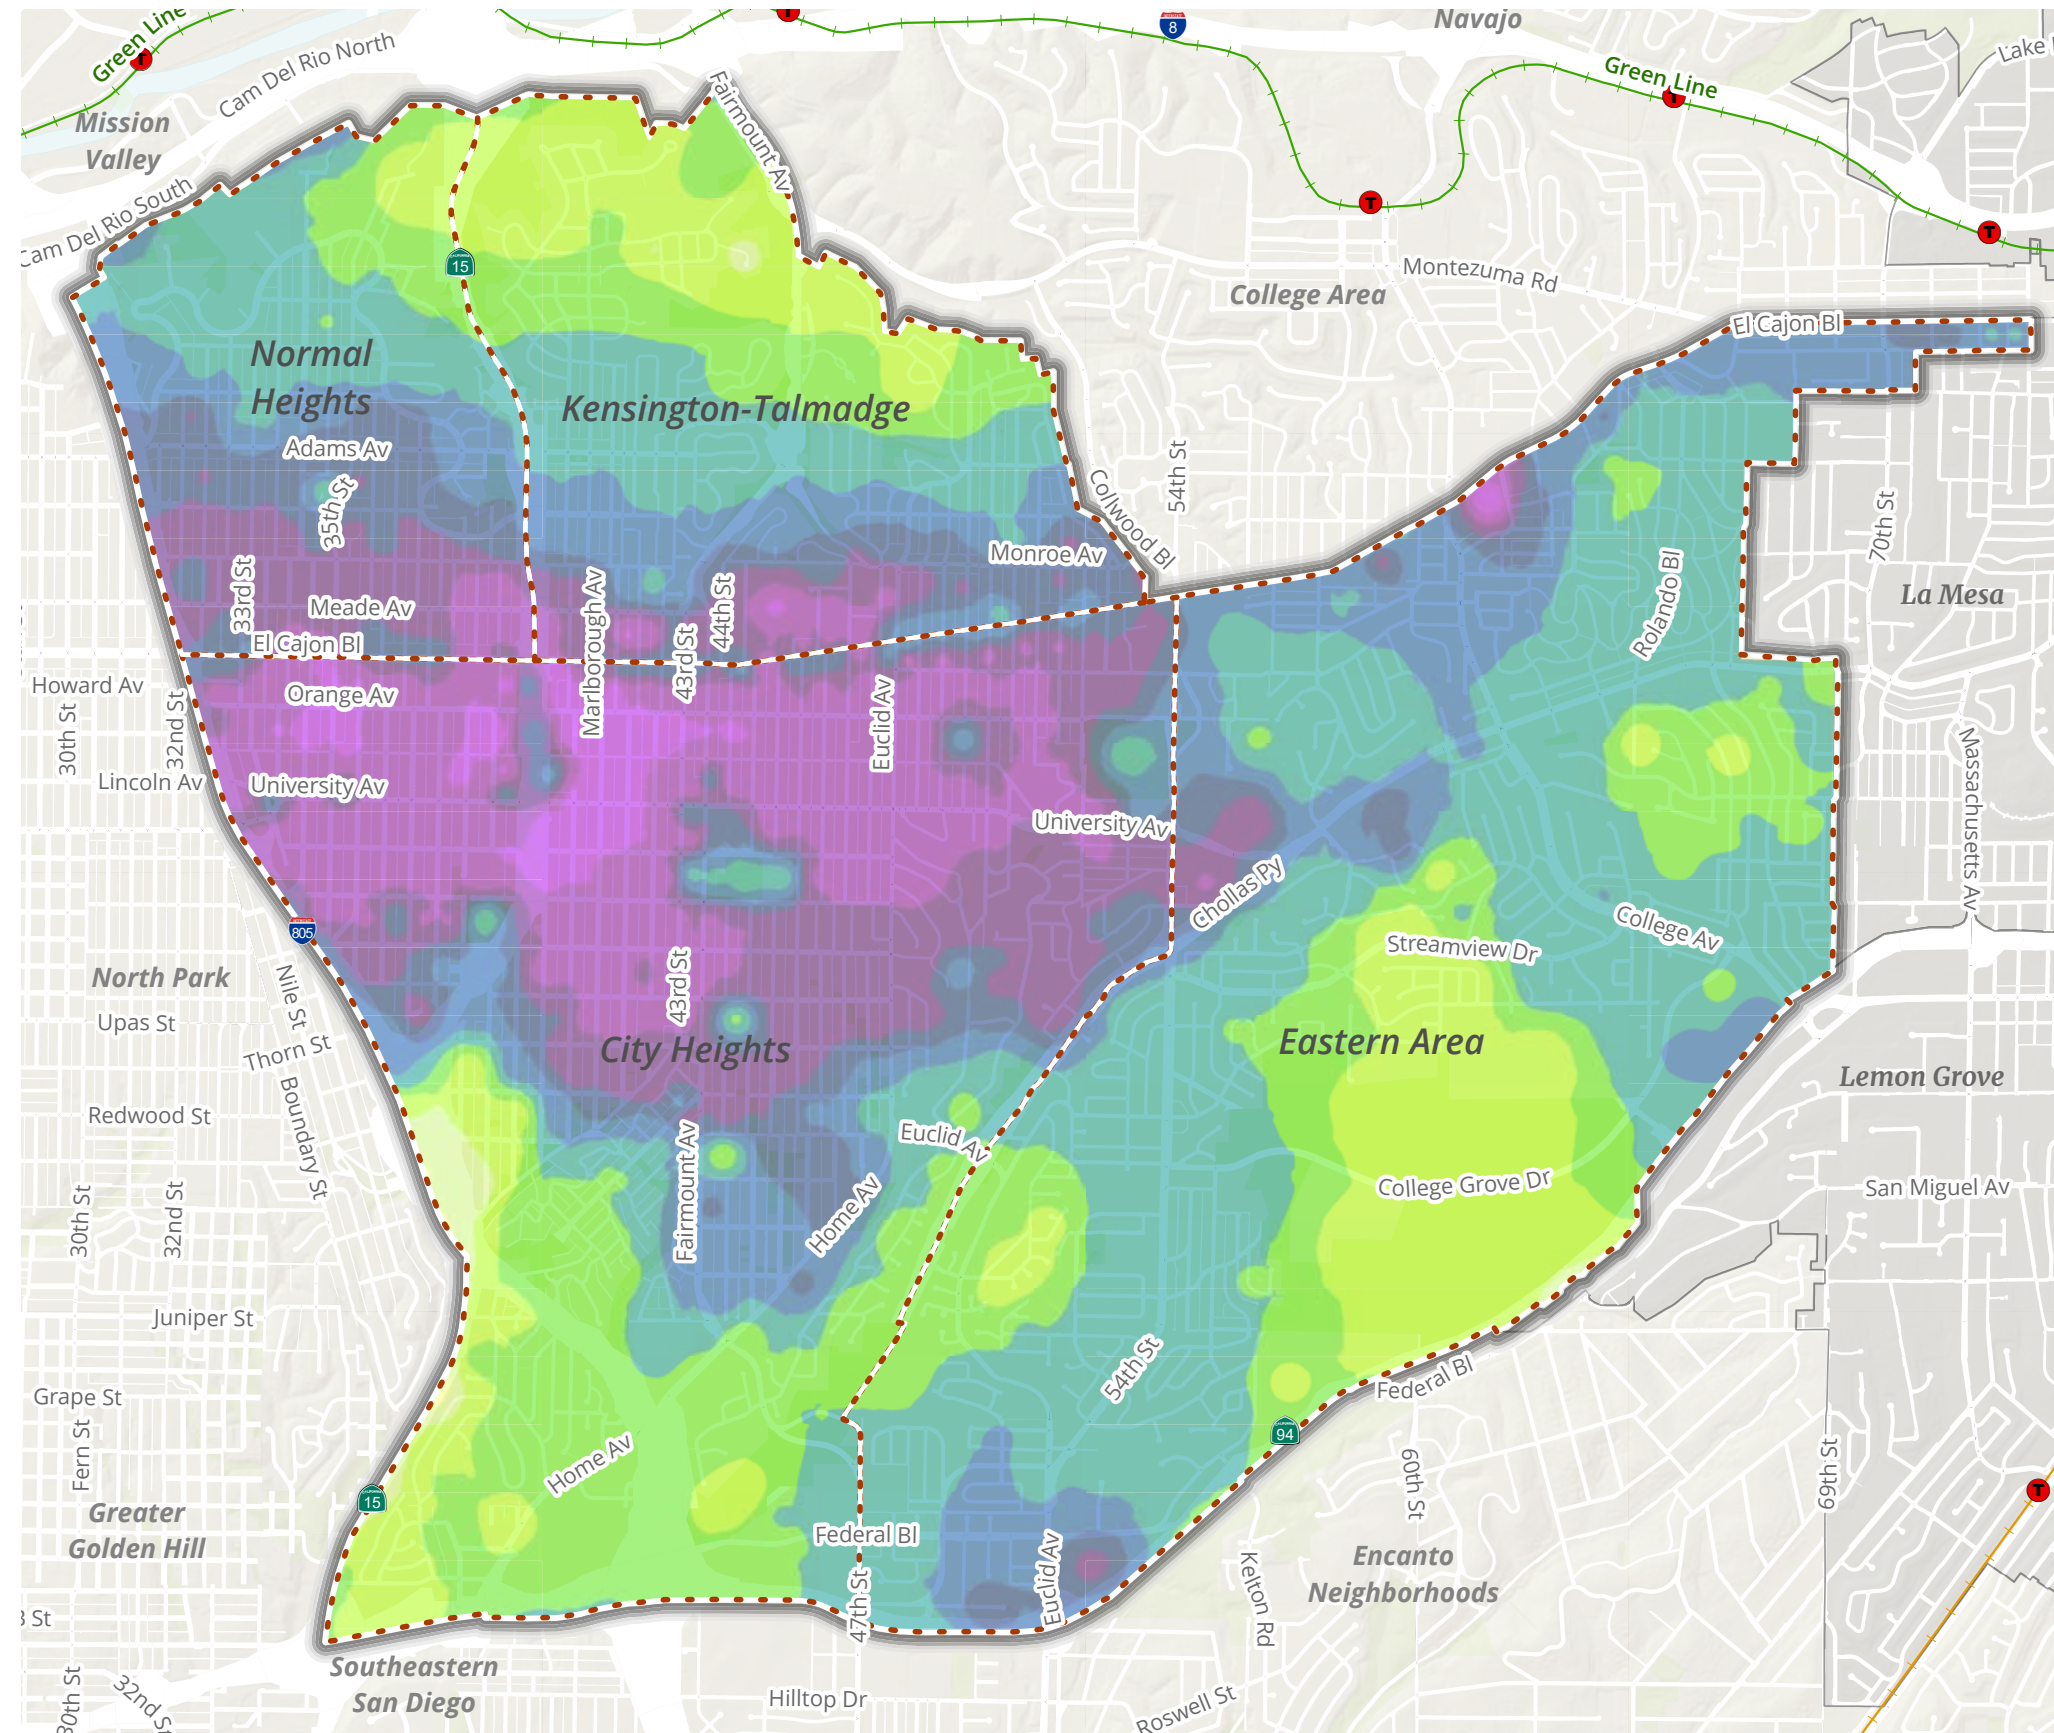 Green Line
Cam Del Rio North
8
Navajo
Lake
Green Line
Mission
Valley
Fairmount Av
Cam Del Rio South
15
College Area
Montezuma Rd
El Cajon Bl
Normal
Heights
Kensington-Talmadge
Adams Av
35th St
54th St
Collwood Bl
70th St
Monroe Av
33rd St
Meade Av
Marlborough Av
44th St
43rd St
Rolando Bl
La Mesa
El Cajon Bl
Howard Av
Orange Av
30th St
32nd St
Euclid Av
Massachusetts Av
Lincoln Av
University Av
University Av
Chollas Py
College Av
805
Streamview Dr
North Park
Nile St
43rd St
Upas St
Thorn St
City Heights
Eastern Area
Lemon Grove
Boundary St
Redwood St
Euclid Av
Fairmount Av
Home Av
College Grove Dr
San Miguel Av
30th St
32nd St
Juniper St
54th St
Federal Bl
Grape St
Fern St
94
Home Av
60th St
69th St
15
Greater
Golden Hill
Federal Bl
Euclid Av
Kelton Rd
Encanto
Neighborhoods
47th St
St
Southeastern
San Diego
30th St
32nd St
Hilltop Dr
Roswell St